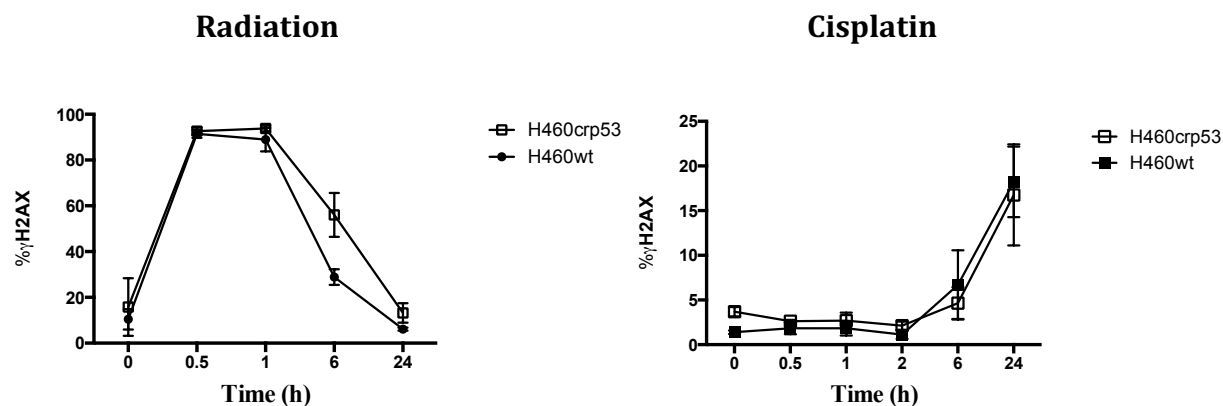 Radiation
Cisplatin
100
80
60
40
20
0
%γH2AX
0 0.5 1 6 24
Time (h)
H460crp53
H460wt
25
20
15
10
5
0
%γH2AX
0 0.5 1 2 6 24
Time (h)
H460crp53
H460wt